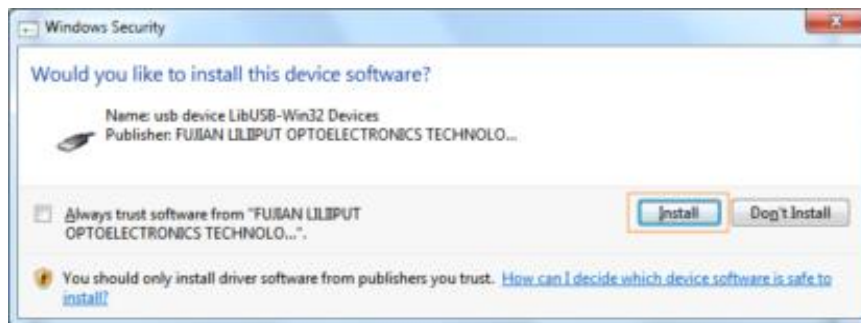 Windows Security
Would you like to install this device software?
Name: usb device LibUSB-Win32 Devices
Publisher: FUJIAN LILLIPUT OPTOELECTRONICS TECHNOLO...
Always trust software from "FUJIAN LILLIPUT
OPTOELECTRONICS TECHNOLO...".
Install
Don't Install
You should only install driver software from publishers you trust. How can I decide which device software is safe to
install?